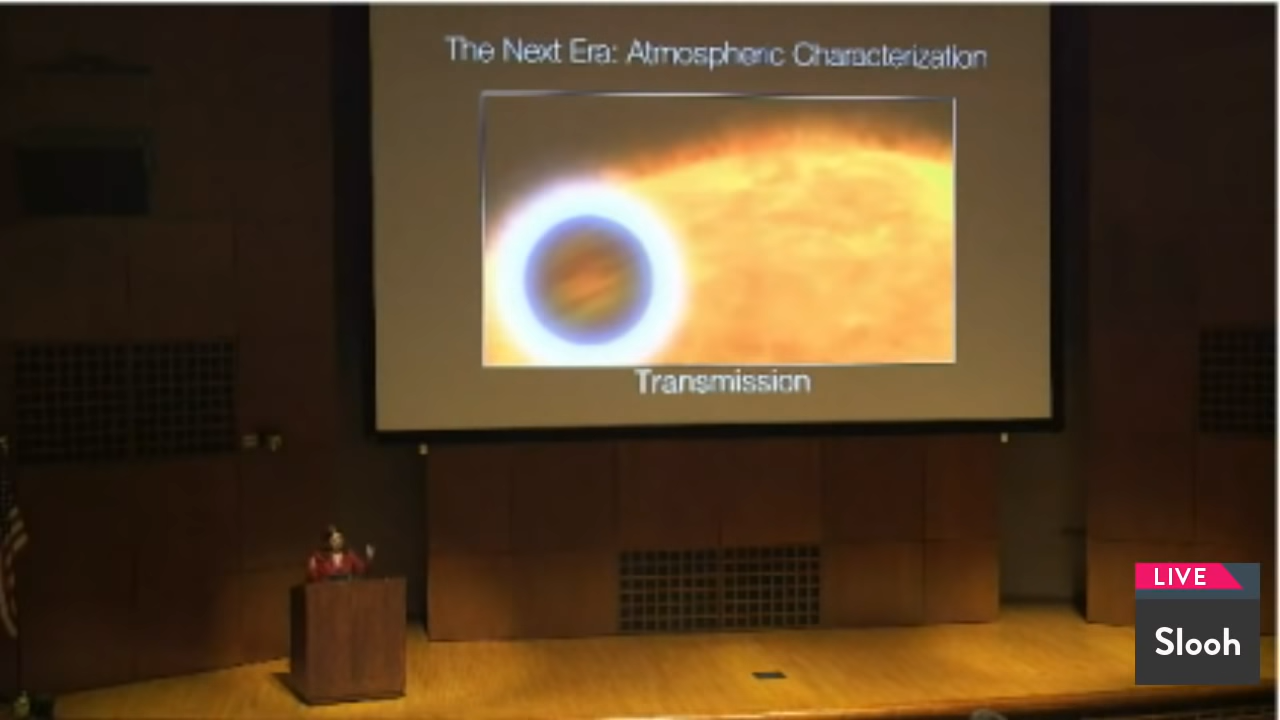 The Next Era: Atmospheric Characterization
Transmission
LIVE
Slooh